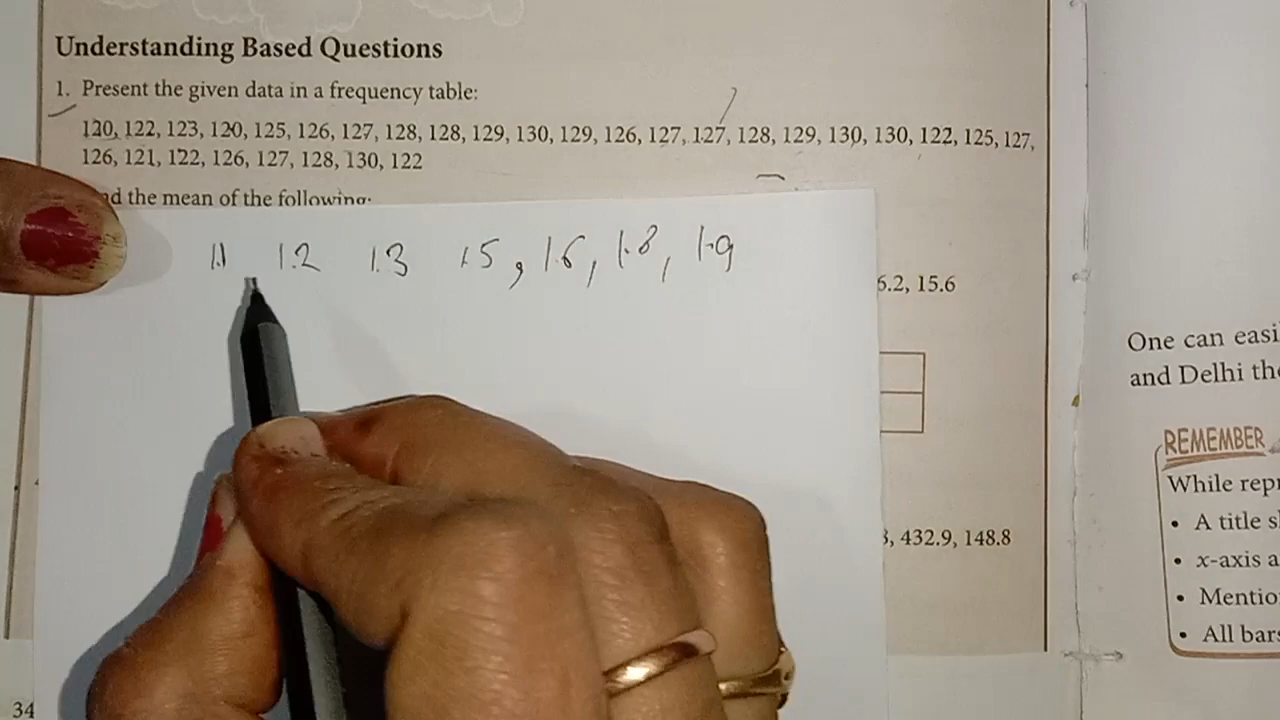 Understanding Based Questions
1. Present the given data in a frequency table:
120, 122, 123, 120, 125, 126, 127, 128, 128, 129, 130, 129, 126, 127, 127, 128, 129, 130, 130, 122, 125, 127,
126, 121, 122, 126, 127, 128, 130, 122
the mean of the following:
1.1 1.2 1.3 1.5, 1.6, 1.8, 1.9
6.2, 15.6
, 432.9, 148.8
34
One can easi
and Delhi th
REMEMBER
While repr
• A title s
• x-axis a
• Mentio
• All bars